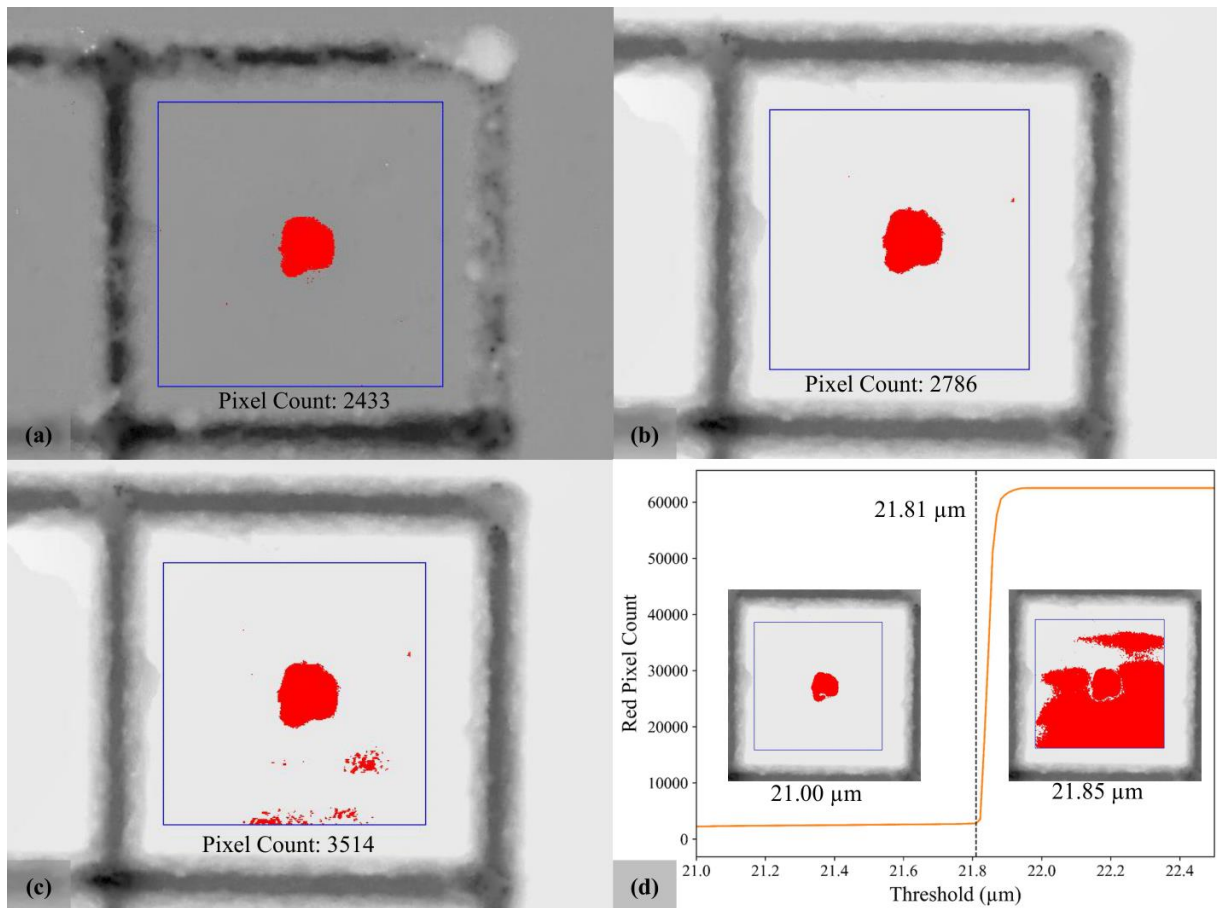 Pixel Count: 2433
(a)
Pixel Count: 2786
(b)
Pixel Count: 3514
(c)
60000
50000
40000
30000
20000
10000
0
Red Pixel Count
21.81 µm
21.00 µm
21.85 µm
21.0
21.2
21.4
21.6
21.8
22.0
22.2
22.4
Threshold (µm)
(d)